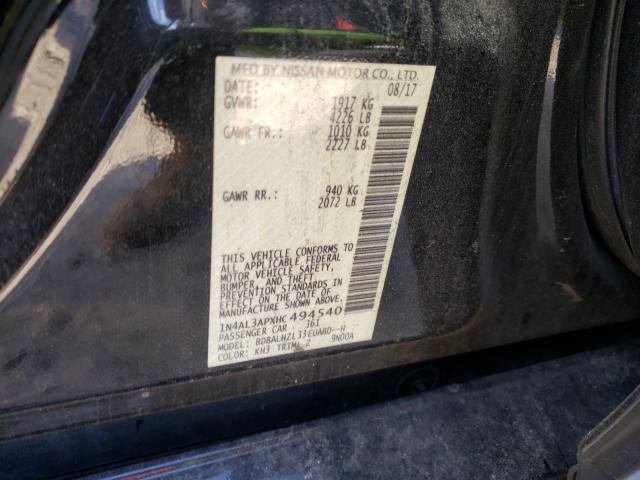 MFD BY NISSAN MOTOR CO., LTD.
DATE: 08/17
GVWR: 1917 KG
4226 LB
GAWR FR.: 1010 KG
2227 LB
GAWR RR.: 940 KG
2072 LB
THIS VEHICLE CONFORMS TO
ALL APPLICABLE FEDERAL
MOTOR VEHICLE SAFETY,
BUMPER, AND THEFT
PREVENTION STANDARDS IN
EFFECT ON THE DATE OF
MANUFACTURE SHOWN ABOVE.
1N4AL3APXHC494540
PASSENGER CAR 361
MODEL: BDBALHZL33EUABD--H
COLOR: KH3 TRIM: Z 9N00A